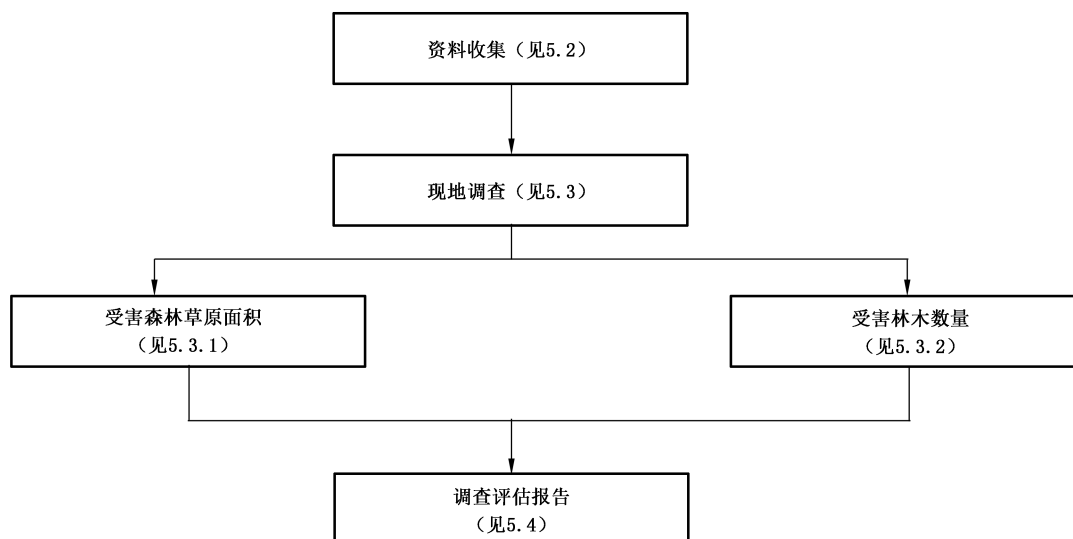 资料收集（见5.2）
现地调查（见5.3）
受害森林草原面积
（见5.3.1）
受害林木数量
（见5.3.2）
调查评估报告
（见5.4）